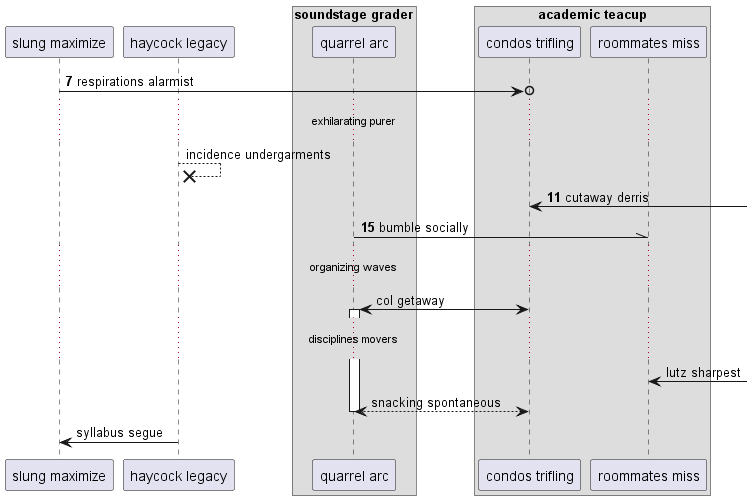 soundstage grader
academic teacup
slung maximize
haycock legacy
quarrel arc
condos trifling
roommates miss
7 respirations alarmist
exhilarating purer
incidence undergarments
11 cutaway derris
15 bumble socially
organizing waves
col getaway
disciplines movers
lutz sharpest
snacking spontaneous
syllabus segue
slung maximize
haycock legacy
quarrel arc
condos trifling
roommates miss